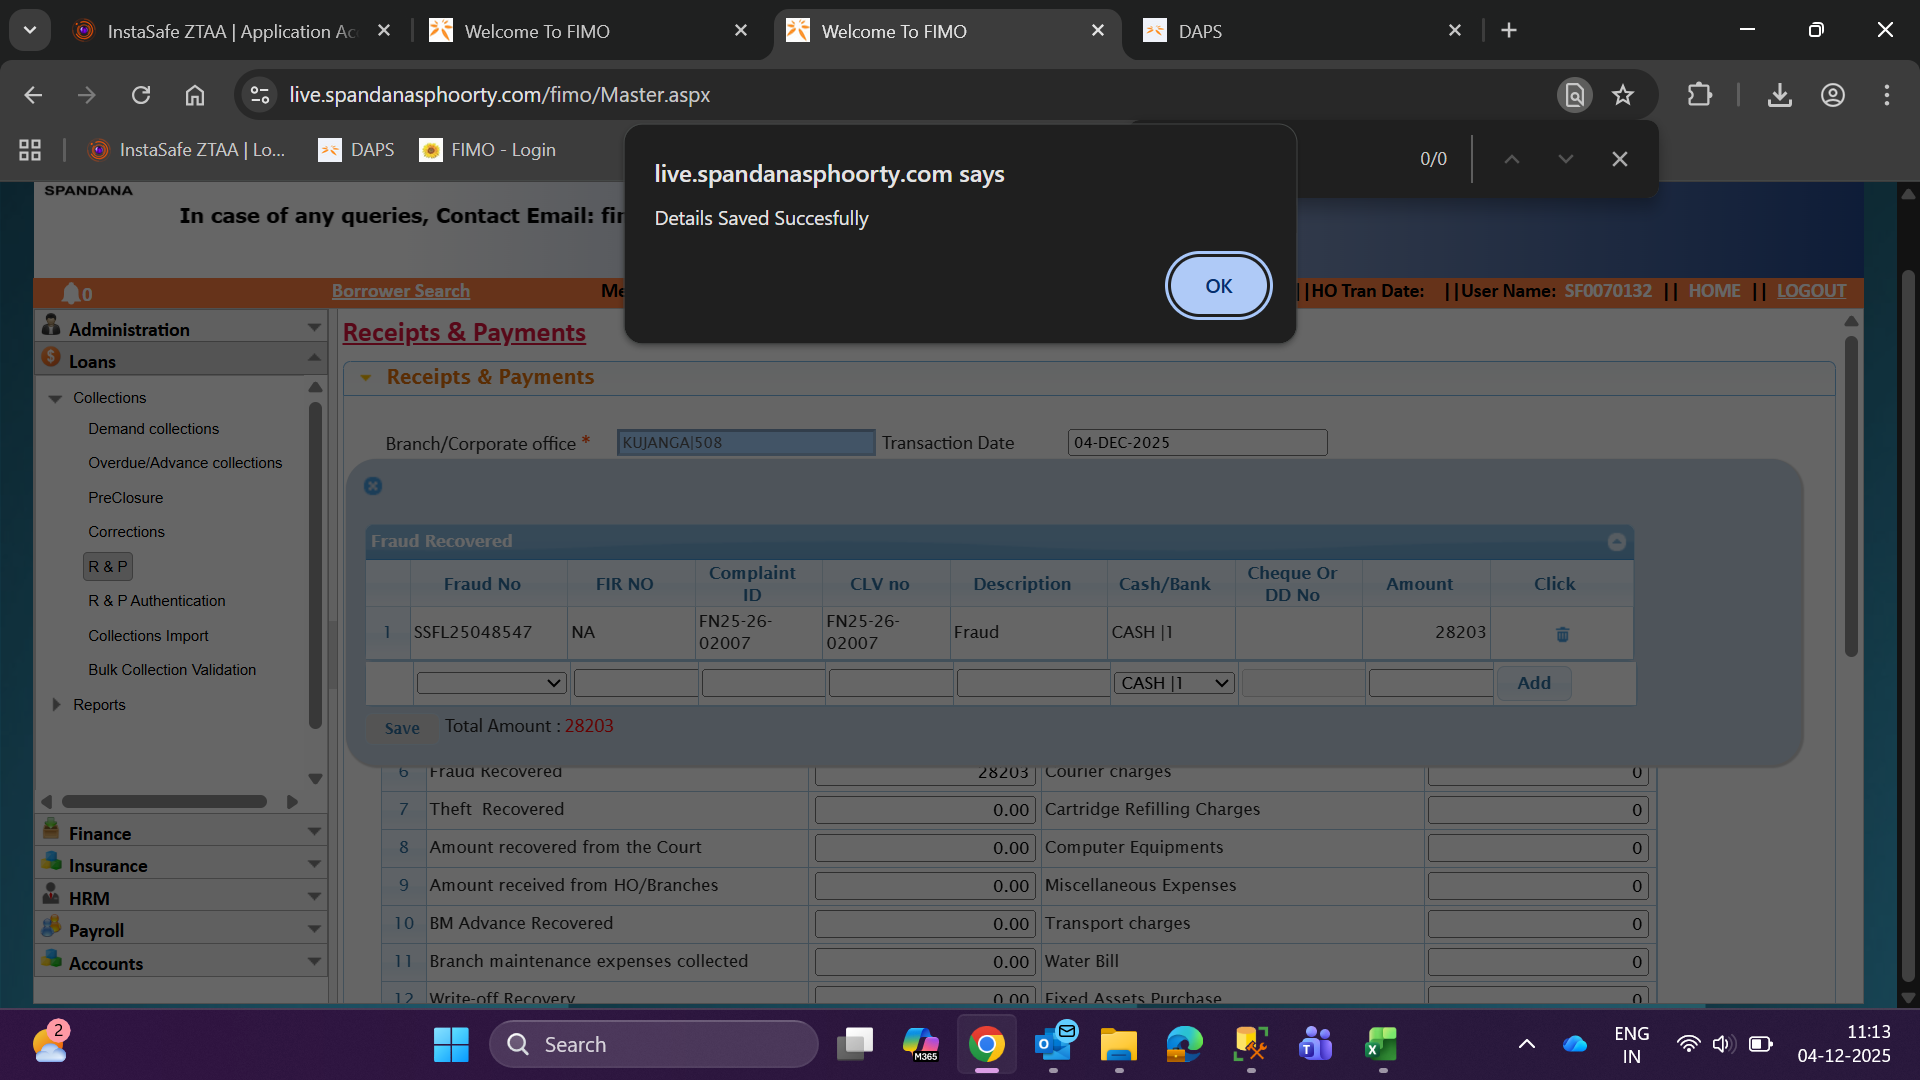 InstaSafe ZTAA | Application Acc
Welcome To FIMO
Welcome To FIMO
DAPS
live.spandanasphoorty.com/fimo/Master.aspx
InstaSafe ZTAA | Lo...
DAPS
FIMO - Login
0/0
live.spandanasphoorty.com says
Details Saved Succesfully
OK
SPANDANA
In case of any queries, Contact Email:
0
Borrower Search
||HO Tran Date: ||User Name: SF0070132 || HOME || LOGOUT
Administration
Loans
Collections
Demand collections
Overdue/Advance collections
PreClosure
Corrections
R & P
R & P Authentication
Collections Import
Bulk Collection Validation
Reports
Finance
Insurance
HRM
Payroll
Accounts
Receipts & Payments
Receipts & Payments
Branch/Corporate office * KUJANGA|508 Transaction Date 04-DEC-2025
Fraud Recovered
Fraud No FIR NO Complaint ID CLV no Description Cash/Bank Cheque Or DD No Amount Click
1 SSFL25048547 NA FN25-26-02007 FN25-26-02007 Fraud CASH |1 28203
CASH |1 Add
Save Total Amount : 28203
6 Fraud Recovered 28203 Courier charges 0
7 Theft Recovered 0.00 Cartridge Refilling Charges 0
8 Amount recovered from the Court 0.00 Computer Equipments 0
9 Amount received from HO/Branches 0.00 Miscellaneous Expenses 0
10 BM Advance Recovered 0.00 Transport charges 0
11 Branch maintenance expenses collected 0.00 Water Bill 0
12 Write-off Recovery 0.00 Fixed Assets Purchase 0
2
Search
M365
ENG
IN
11:13
04-12-2025